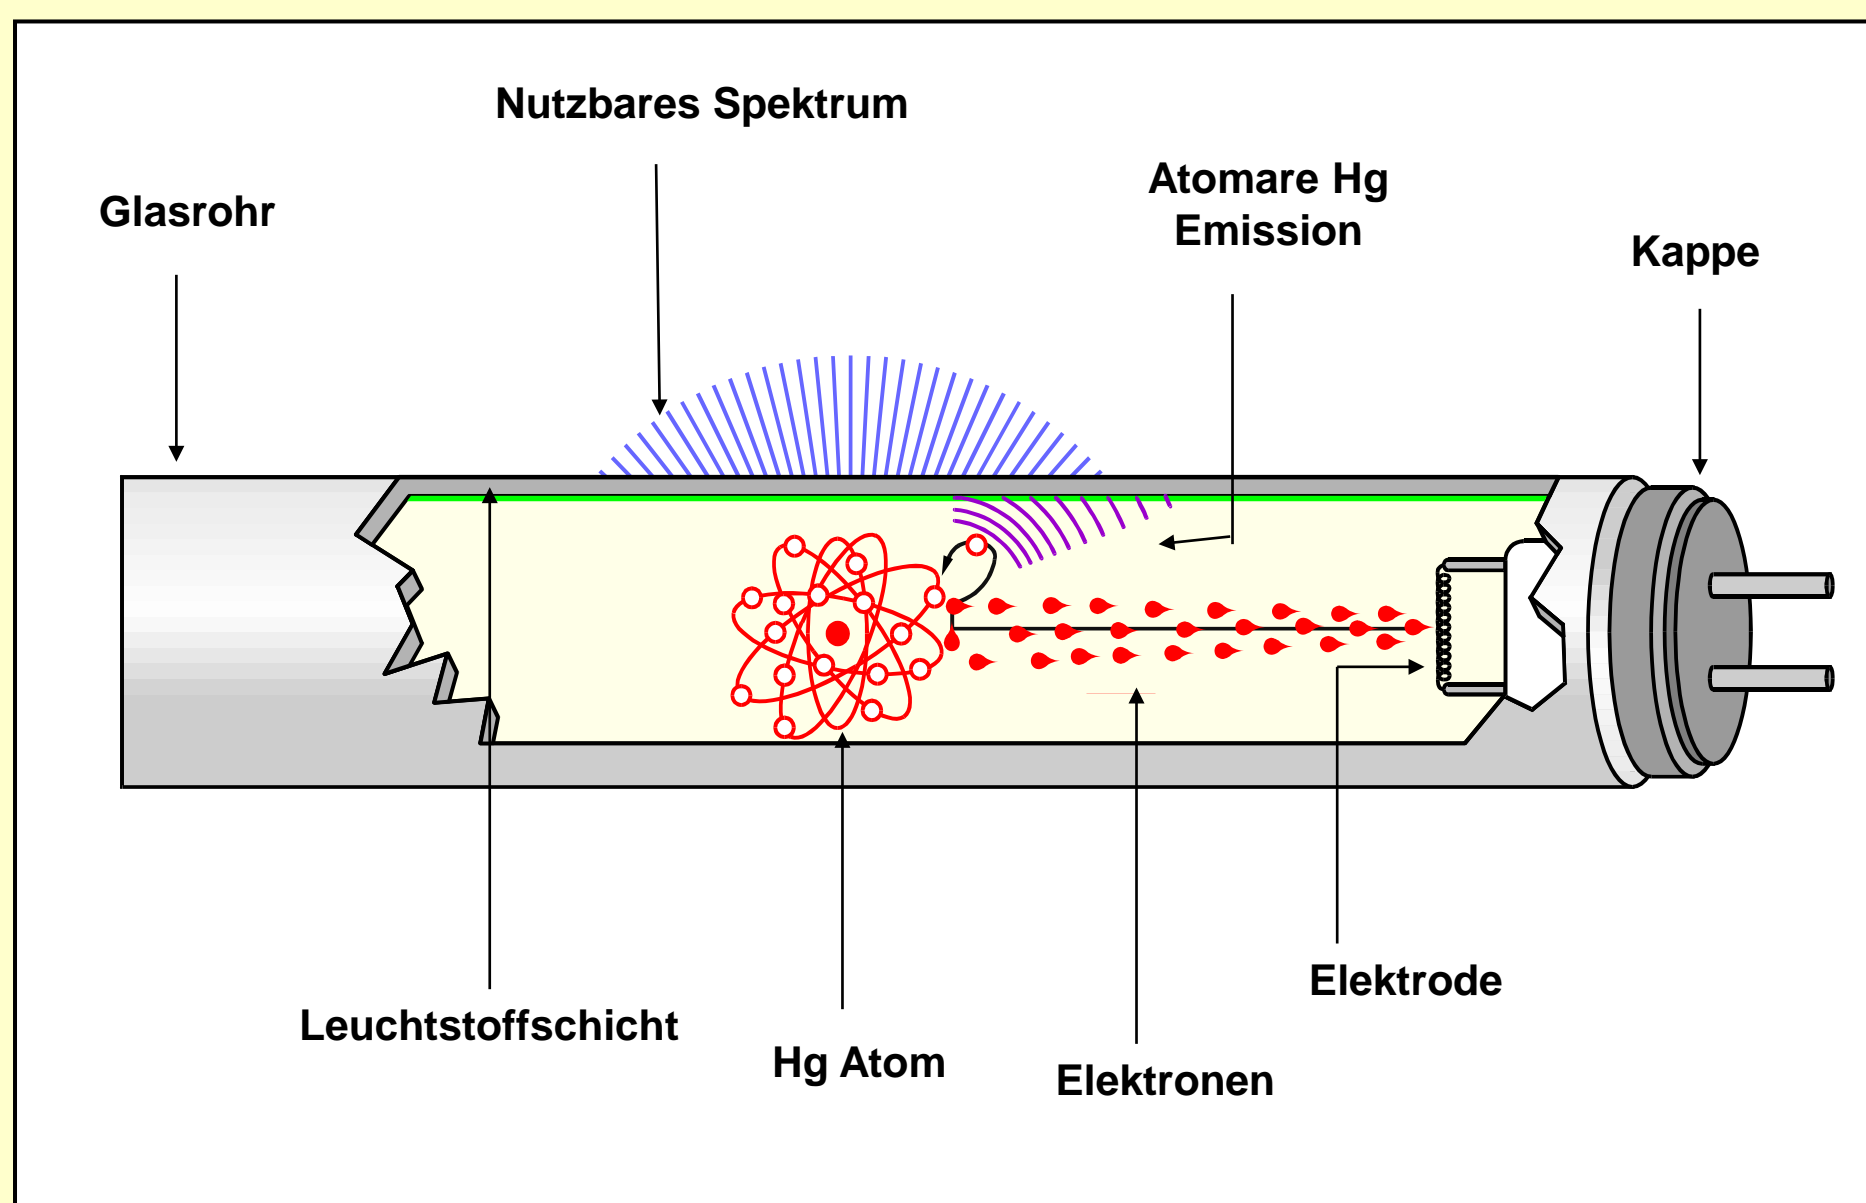 Nutzbares Spektrum
Atomare Hg
Emission
Glasrohr
Kappe
Elektrode
Leuchtstoffschicht
Hg Atom
Elektronen